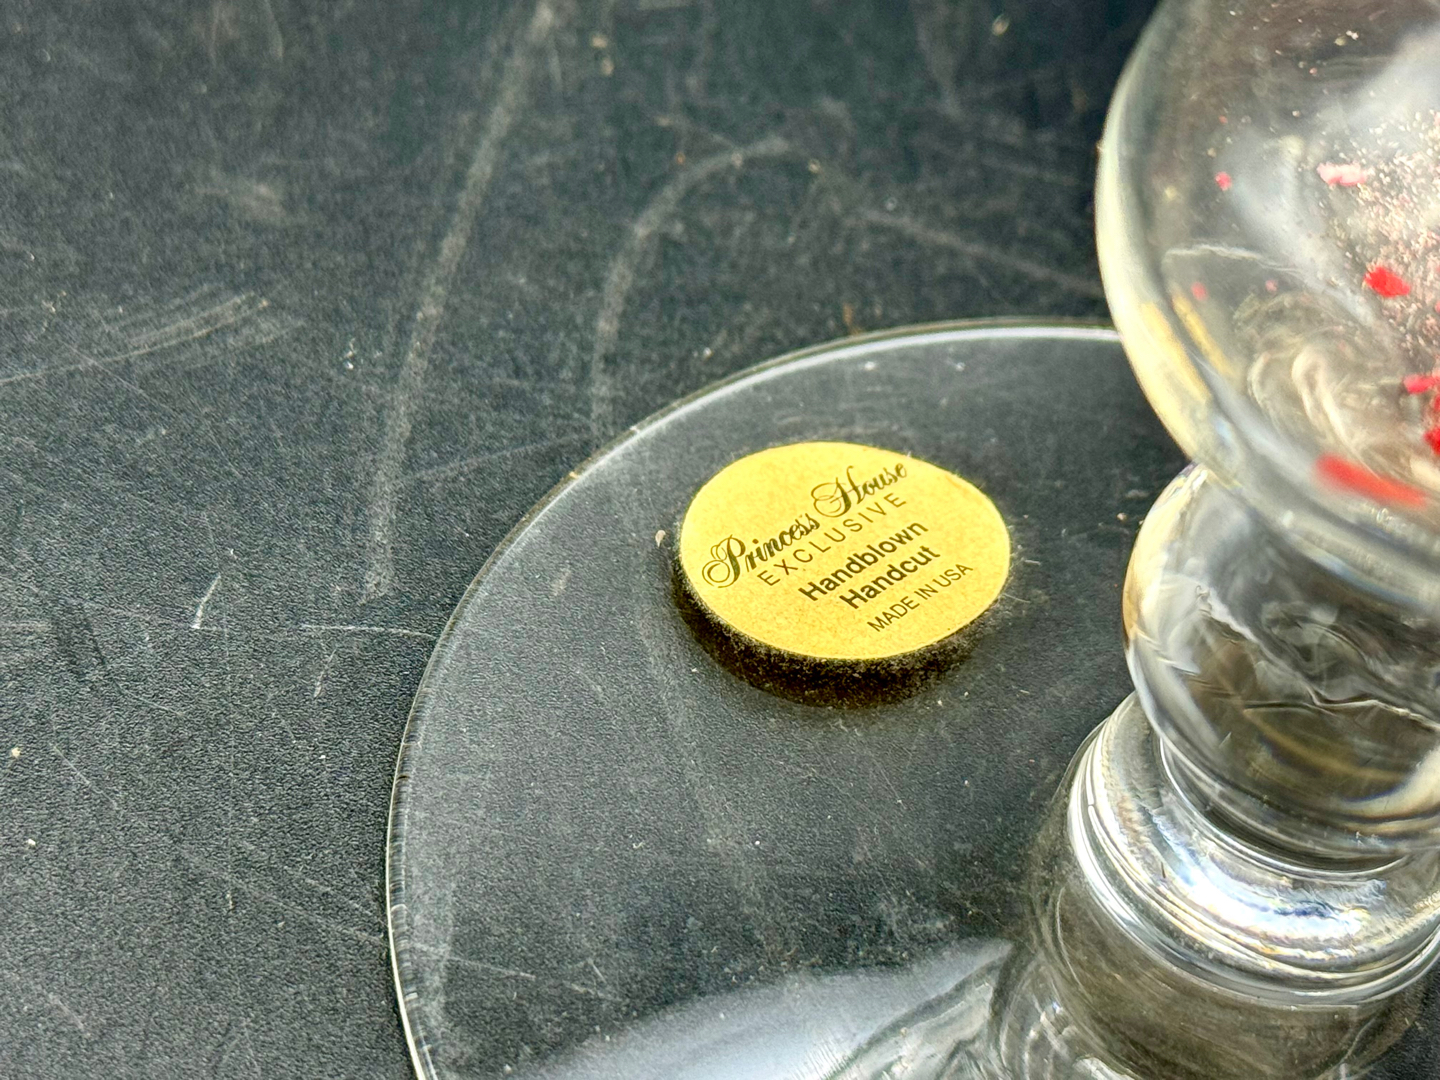 Princess House
EXCLUSIVE
Handblown
Handcut
MADE IN USA